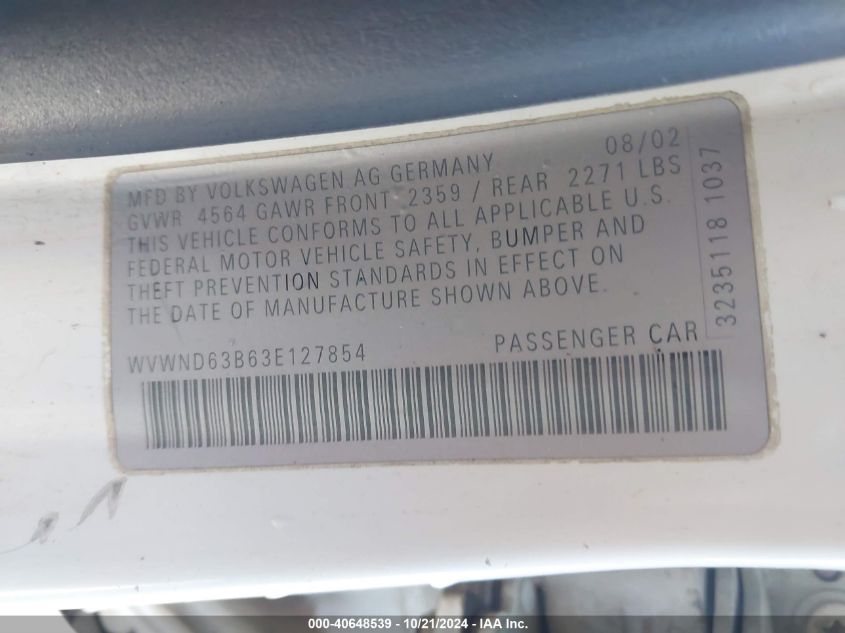 MFD BY VOLKSWAGEN AG GERMANY 08/02
GVWR 4564 GAWR FRONT 2359 / REAR 2271 LBS
THIS VEHICLE CONFORMS TO ALL APPLICABLE U.S.
FEDERAL MOTOR VEHICLE SAFETY, BUMPER AND
THEFT PREVENTION STANDARDS IN EFFECT ON
THE DATE OF MANUFACTURE SHOWN ABOVE.
3235118 1037
WVWND63B63E127854 PASSENGER CAR
000-40648539 - 10/21/2024 - IAA Inc.